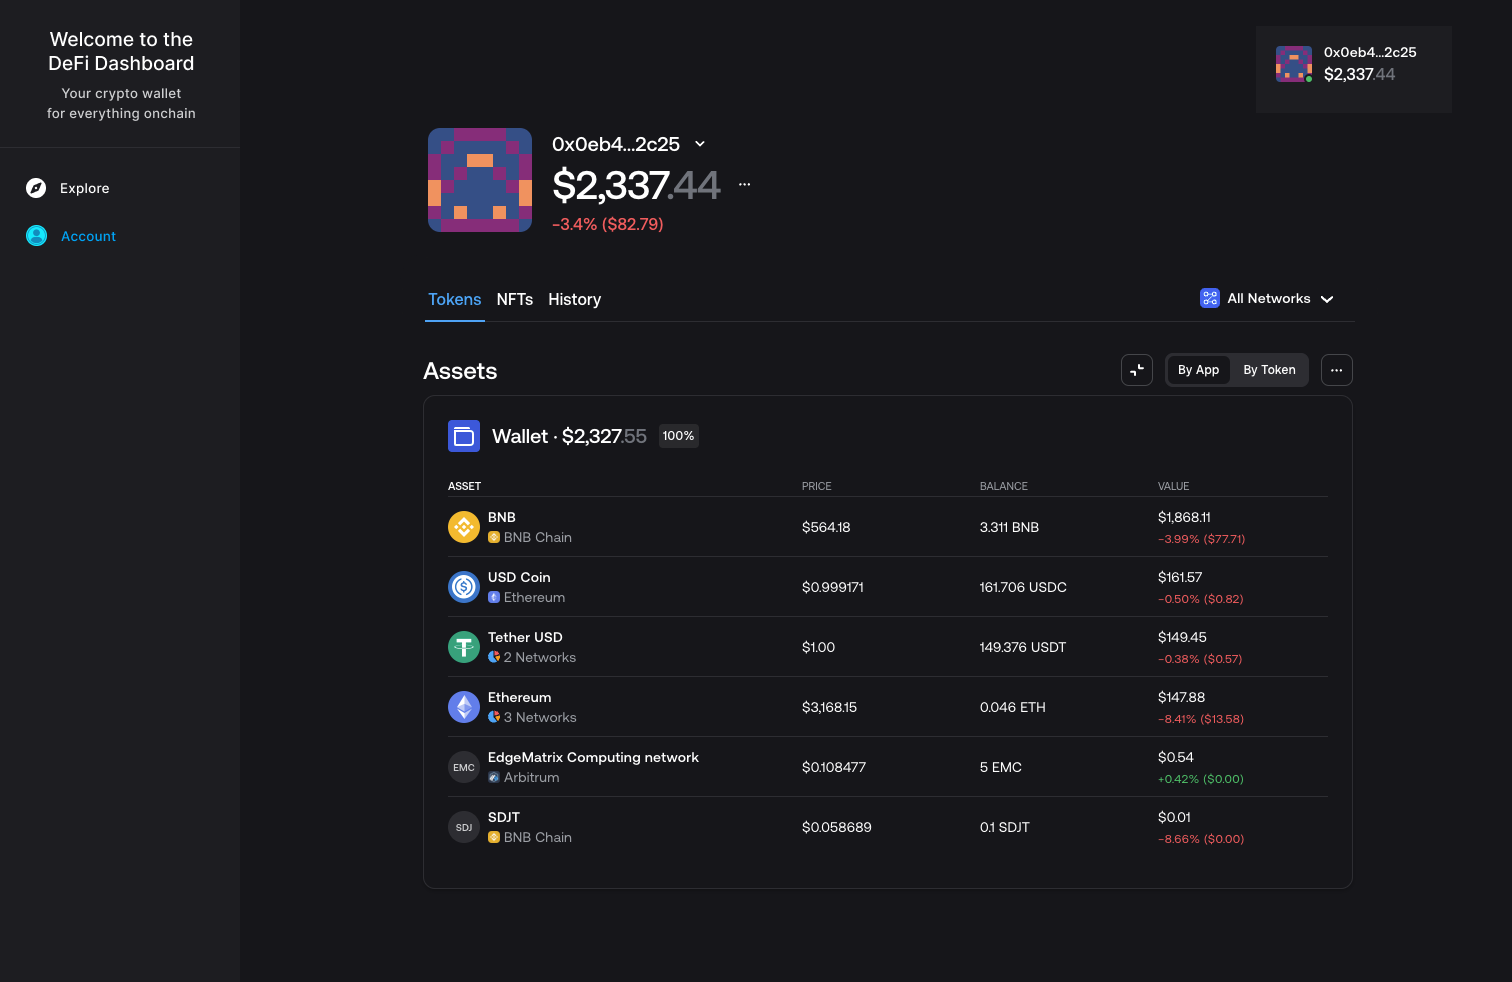 Welcome to the
DeFi Dashboard
Your crypto wallet
for everything onchain
Explore
Account
0x0eb4...2c25
$2,337.44
0x0eb4...2c25
$2,337.44
−3.4% ($82.79)
Tokens NFTs History
All Networks
Assets
By App By Token
Wallet · $2,327.55 100%
ASSET PRICE BALANCE VALUE
BNB
BNB Chain
$564.18
3.311 BNB
$1,868.11
−3.99% ($77.71)
USD Coin
Ethereum
$0.999171
161.706 USDC
$161.57
−0.50% ($0.82)
Tether USD
2 Networks
$1.00
149.376 USDT
$149.45
−0.38% ($0.57)
Ethereum
3 Networks
$3,168.15
0.046 ETH
$147.88
−8.41% ($13.58)
EMC
EdgeMatrix Computing network
Arbitrum
$0.108477
5 EMC
$0.54
+0.42% ($0.00)
SDJ
SDJT
BNB Chain
$0.058689
0.1 SDJT
$0.01
−8.66% ($0.00)